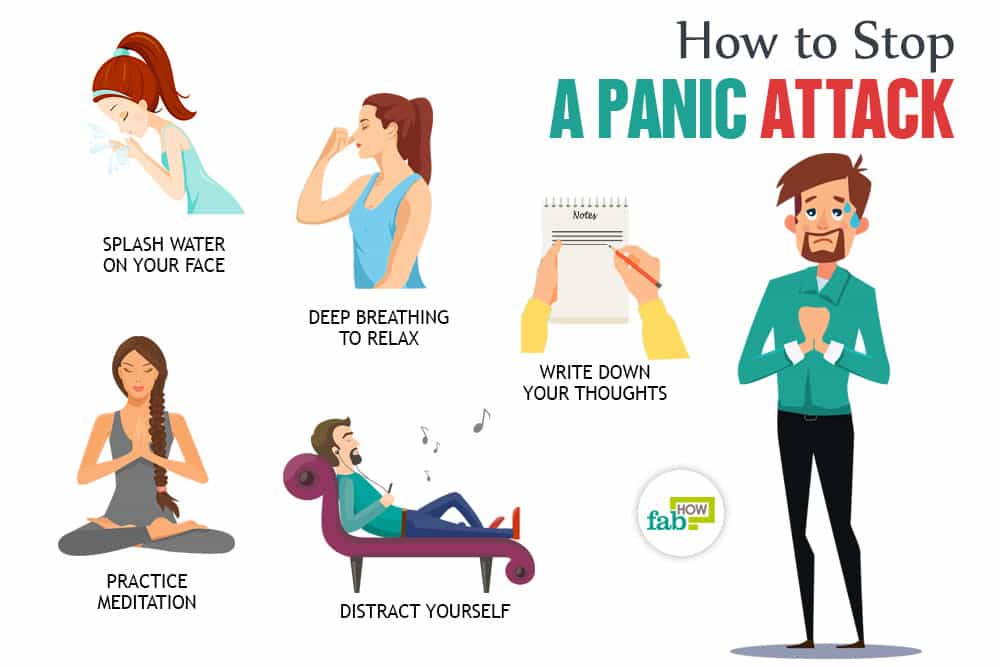 How to Stop
A PANIC ATTACK
SPLASH WATER
ON YOUR FACE
DEEP BREATHING
TO RELAX
Notes
WRITE DOWN
YOUR THOUGHTS
PRACTICE
MEDITATION
DISTRACT YOURSELF
fab HOW